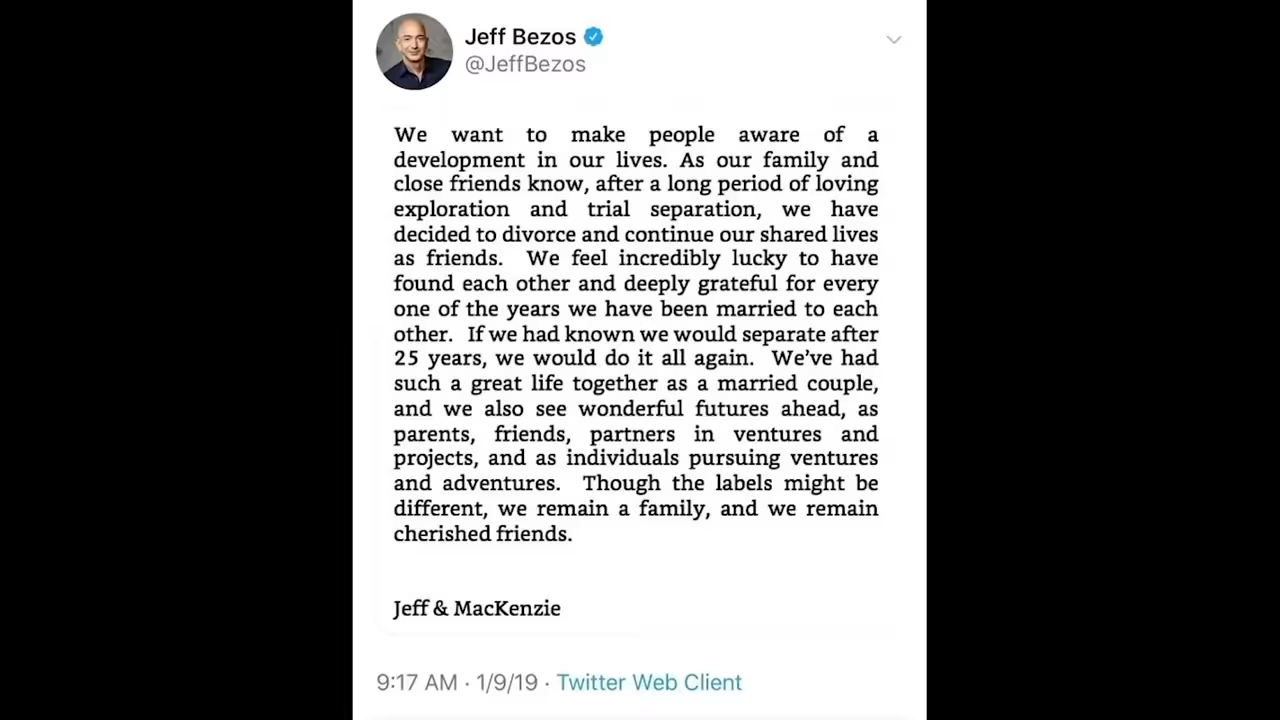 Jeff Bezos
@JeffBezos
We want to make people aware of a
development in our lives. As our family and
close friends know, after a long period of loving
exploration and trial separation, we have
decided to divorce and continue our shared lives
as friends.  We feel incredibly lucky to have
found each other and deeply grateful for every
one of the years we have been married to each
other.  If we had known we would separate after
25 years, we would do it all again.  We've had
such a great life together as a married couple,
and we also see wonderful futures ahead, as
parents, friends, partners in ventures and
projects, and as individuals pursuing ventures
and adventures.  Though the labels might be
different, we remain a family, and we remain
cherished friends.
Jeff & MacKenzie
9:17 AM · 1/9/19 · Twitter Web Client